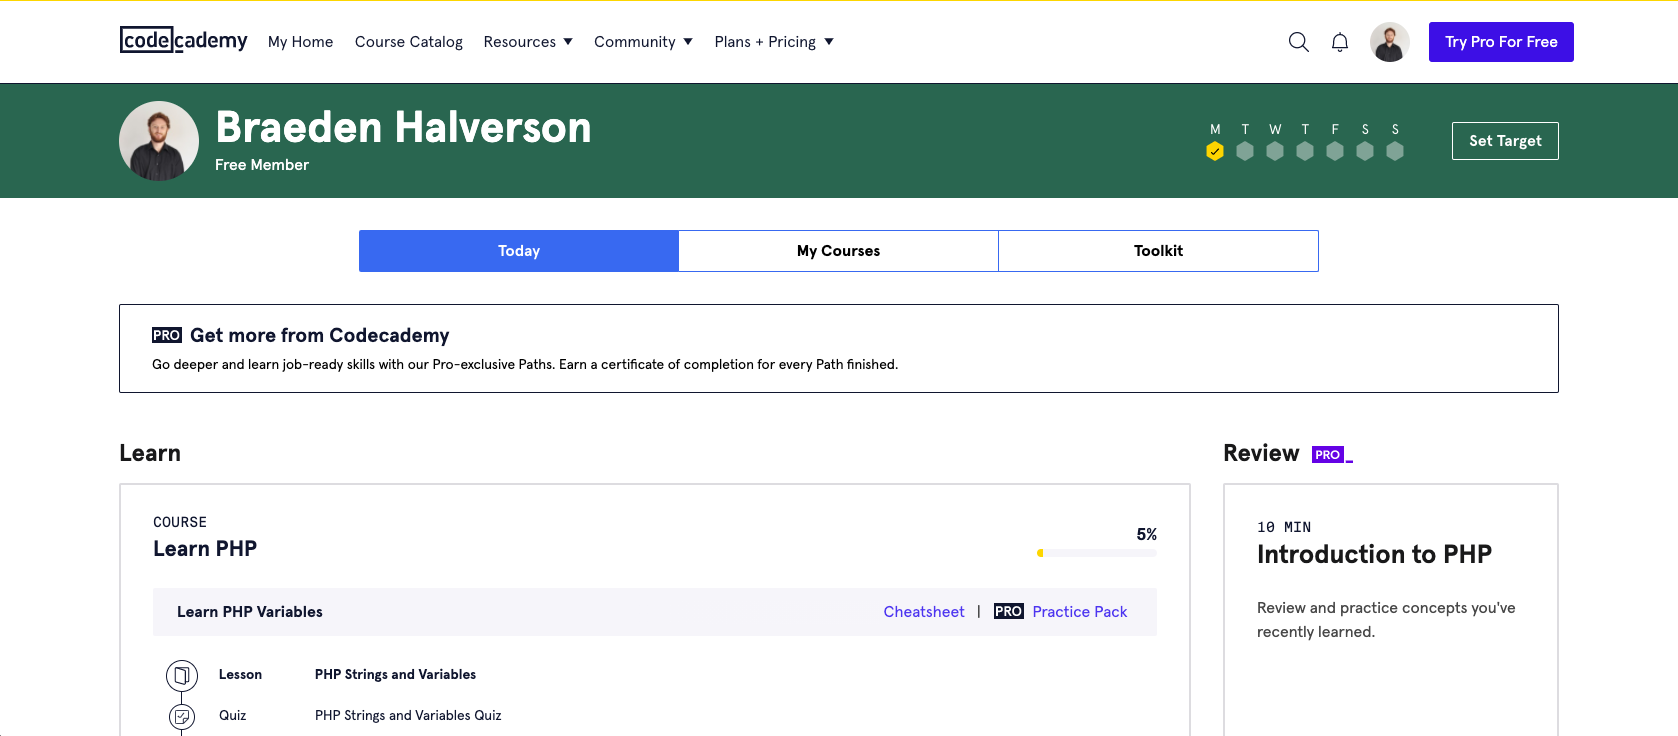 codecademy My Home Course Catalog Resources Community Plans + Pricing Try Pro For Free
Braeden Halverson
Free Member
M T W T F S S
Set Target
Today My Courses Toolkit
PRO Get more from Codecademy
Go deeper and learn job-ready skills with our Pro-exclusive Paths. Earn a certificate of completion for every Path finished.
Learn
COURSE
Learn PHP
5%
Learn PHP Variables Cheatsheet | PRO Practice Pack
Lesson PHP Strings and Variables
Quiz PHP Strings and Variables Quiz
Review PRO_
10 MIN
Introduction to PHP
Review and practice concepts you've
recently learned.